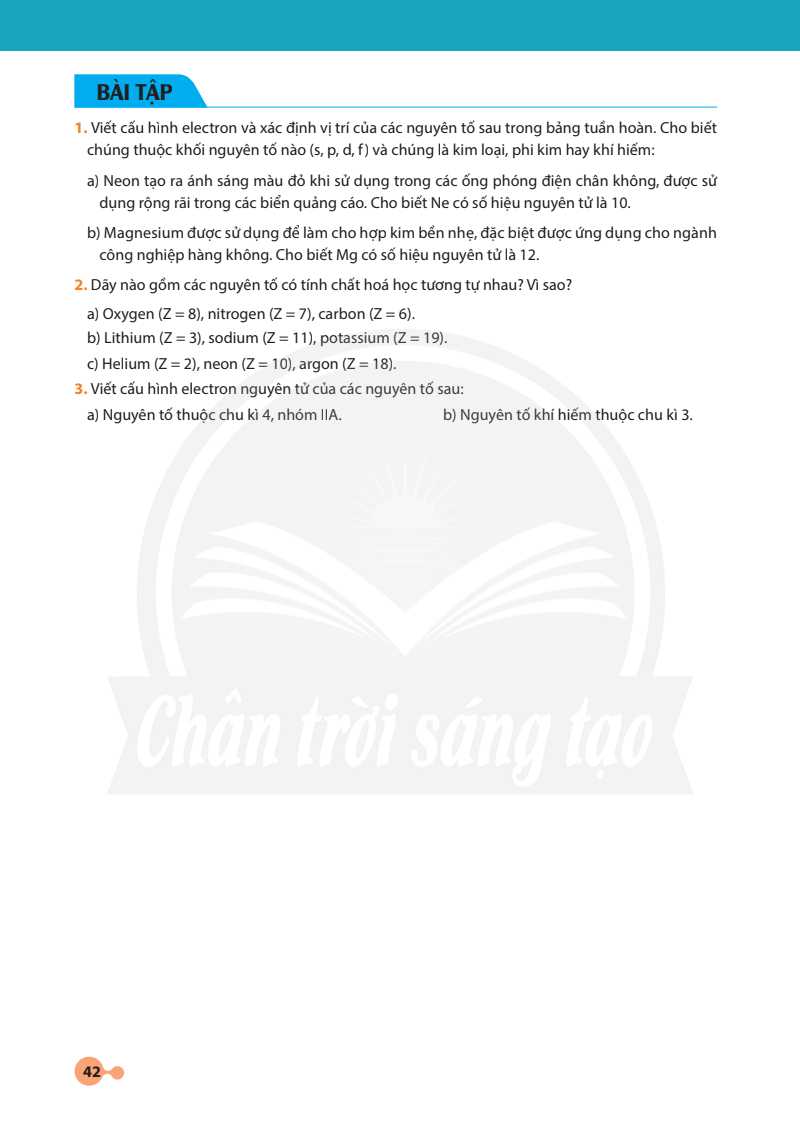 BÀI TẬP
1. Viết cấu hình electron và xác định vị trí của các nguyên tố sau trong bảng tuần hoàn. Cho biết
chúng thuộc khối nguyên tố nào (s, p, d, f) và chúng là kim loại, phi kim hay khí hiếm:
a) Neon tạo ra ánh sáng màu đỏ khi sử dụng trong các ống phóng điện chân không, được sử
dụng rộng rãi trong các biển quảng cáo. Cho biết Ne có số hiệu nguyên tử là 10.
b) Magnesium được sử dụng để làm cho hợp kim bền nhẹ, đặc biệt được ứng dụng cho ngành
công nghiệp hàng không. Cho biết Mg có số hiệu nguyên tử là 12.
2. Dãy nào gồm các nguyên tố có tính chất hoá học tương tự nhau? Vì sao?
a) Oxygen (Z = 8), nitrogen (Z = 7), carbon (Z = 6).
b) Lithium (Z = 3), sodium (Z = 11), potassium (Z = 19).
c) Helium (Z = 2), neon (Z = 10), argon (Z = 18).
3. Viết cấu hình electron nguyên tử của các nguyên tố sau:
a) Nguyên tố thuộc chu kì 4, nhóm IIA. b) Nguyên tố khí hiếm thuộc chu kì 3.
Chân trời sáng tạo
42